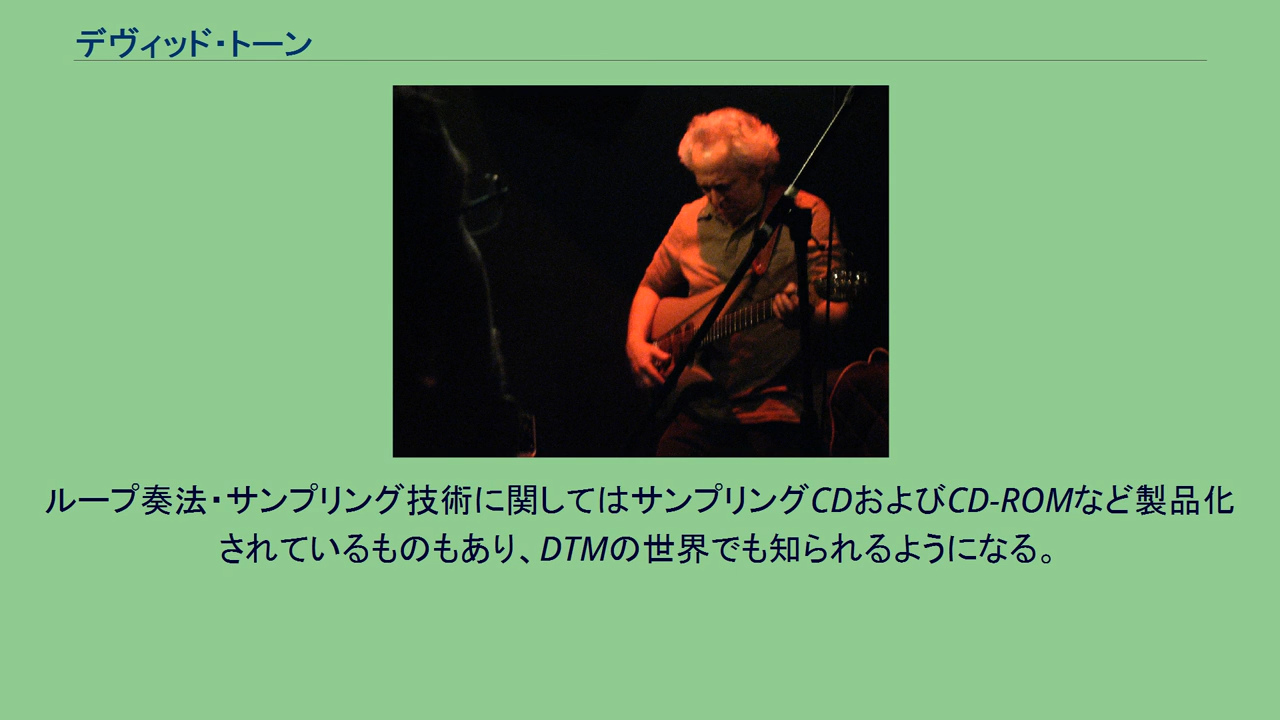 デヴィッド・トーン
ループ奏法・サンプリング技術に関してはサンプリングCDおよびCD-ROMなど製品化
されているものもあり、DTMの世界でも知られるようになる。